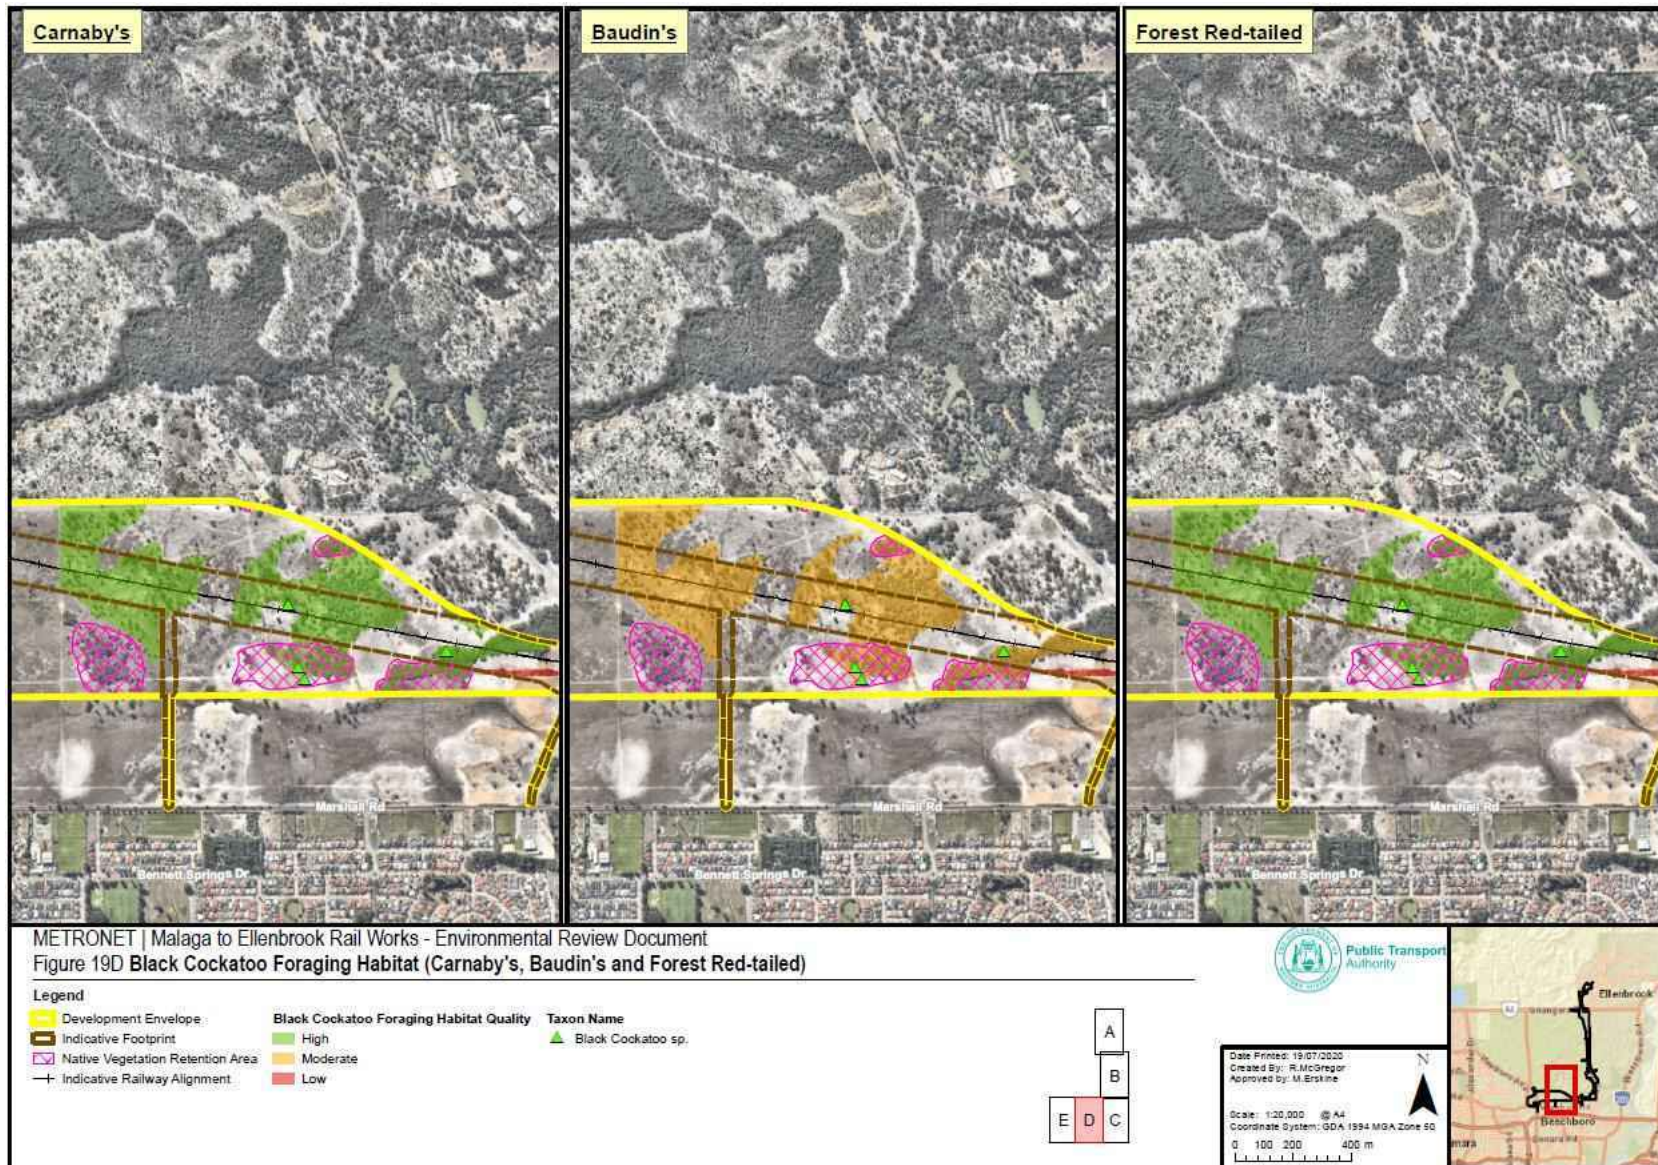 Carnaby's
Baudin's
Forest Red-tailed
Marshall Rd
Bennett Springs Dr
Marshall Rd
Bennett Springs Dr
Marshall Rd
Bennett Springs Dr
METRONET | Malaga to Ellenbrook Rail Works - Environmental Review Document
Figure 19D Black Cockatoo Foraging Habitat (Carnaby's, Baudin's and Forest Red-tailed)
Legend
Development Envelope
Indicative Footprint
Native Vegetation Retention Area
Indicative Railway Alignment
Black Cockatoo Foraging Habitat Quality
High
Moderate
Low
Taxon Name
Black Cockatoo sp.
A
B
E D C
Public Transport
Authority
Date Printed: 19/07/2020
Created By: R.McGregor
Approved by: M.Erskine
N
Scale: 1:20,000 @ A4
Coordinate System: GDA 1994 MGA Zone 50
0 100 200 400 m
Ellenbrook
Beechboro